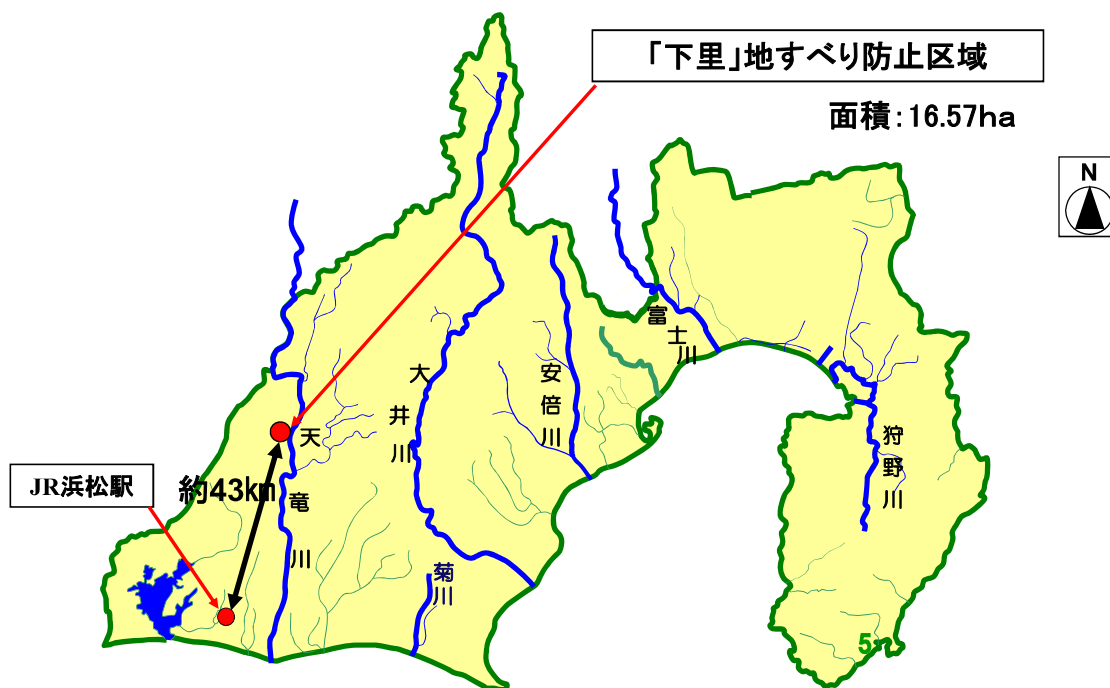 「下里」地すべり防止区域
面積：16.57ha
N
富士川
大井川
安倍川
天竜川
狩野川
JR浜松駅
約43km
菊川
5